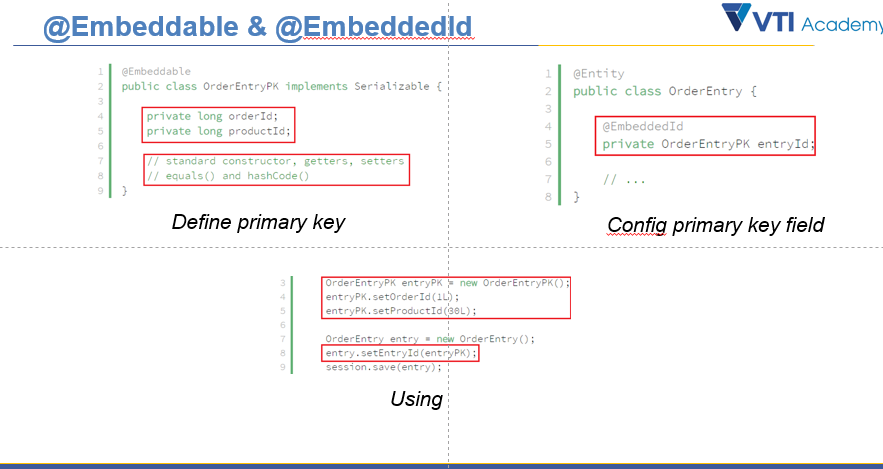 @Embeddable & @EmbeddedId
VTI Academy
1 @Embeddable
2 public class OrderEntryPK implements Serializable {
3
4 private long orderId;
5 private long productId;
6
7 // standard constructor, getters, setters
8 // equals() and hashCode()
9 }
Define primary key
1 @Entity
2 public class OrderEntry {
3
4 @EmbeddedId
5 private OrderEntryPK entryId;
6
7 // ...
8 }
Config primary key field
3 OrderEntryPK entryPK = new OrderEntryPK();
4 entryPK.setOrderId(1L);
5 entryPK.setProductId(30L);
6
7 OrderEntry entry = new OrderEntry();
8 entry.setEntryId(entryPK);
9 session.save(entry);
Using